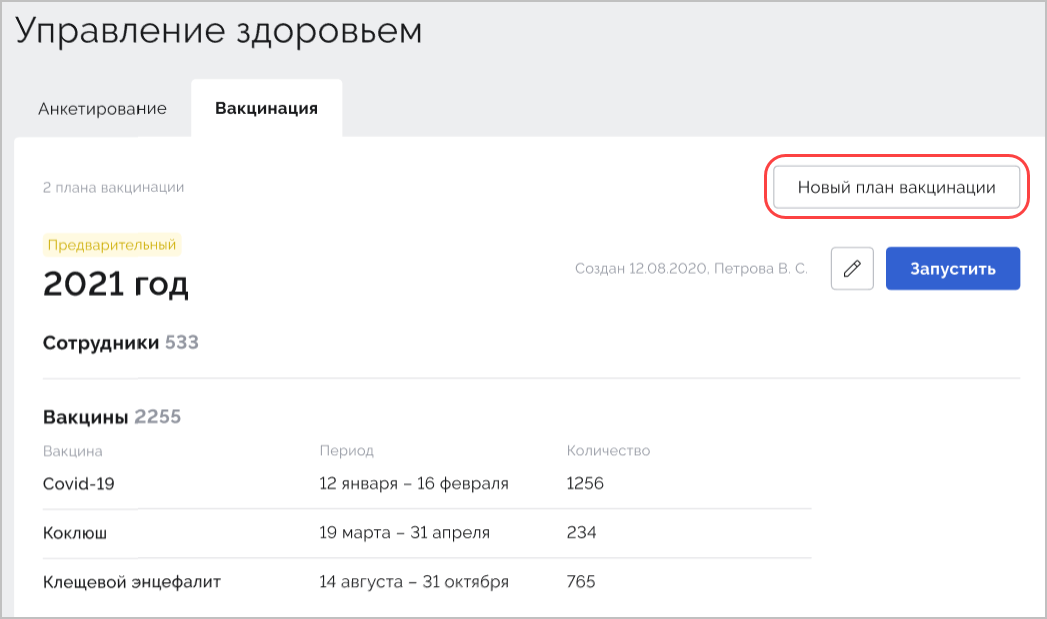 Управление здоровьем
Анкетирование Вакцинация
2 плана вакцинации Новый план вакцинации
Предварительный
2021 год Создан 12.08.2020, Петрова В. С. Запустить
Сотрудники 533
Вакцины 2255
Вакцина Период Количество
Covid-19 12 января – 16 февраля 1256
Коклюш 19 марта – 31 апреля 234
Клещевой энцефалит 14 августа – 31 октября 765